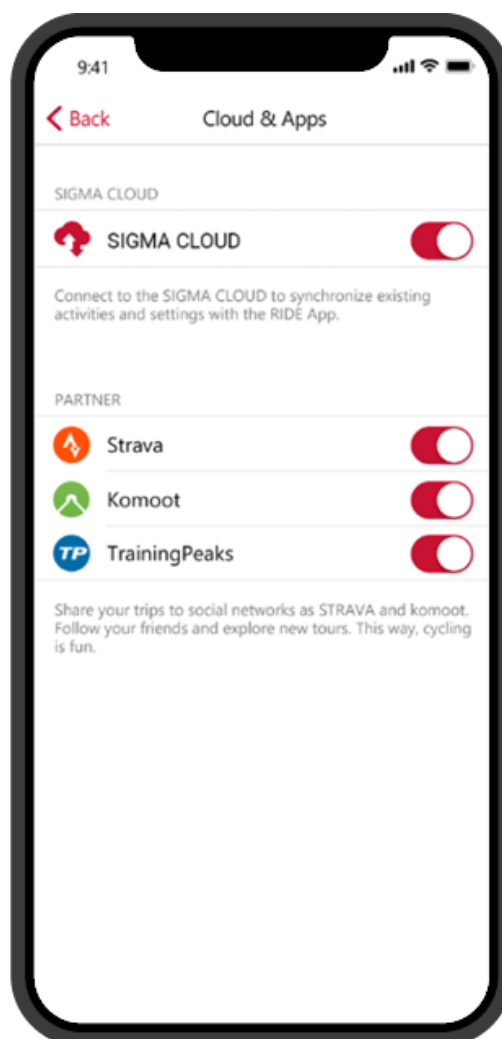 9:41
Back
Cloud & Apps
SIGMA CLOUD
SIGMA CLOUD
Connect to the SIGMA CLOUD to synchronize existing
activities and settings with the RIDE App.
PARTNER
Strava
Komoot
TP TrainingPeaks
Share your trips to social networks as STRAVA and komoot.
Follow your friends and explore new tours. This way, cycling
is fun.